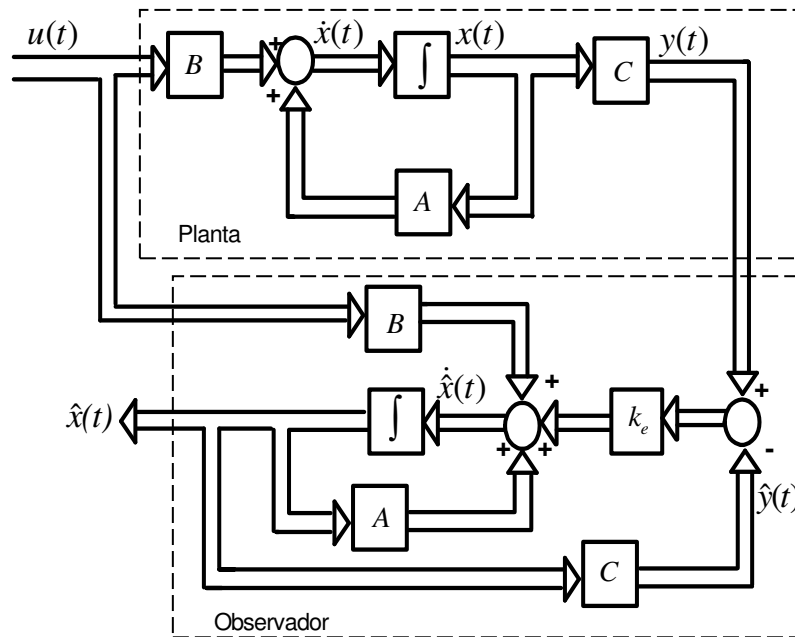 u(t)
B
+
+
ẋ(t)
∫
x(t)
C
y(t)
A
Planta
B
+
x̂̇(t)
+
x̂(t)
∫
+
+
k_e
-
A
ŷ(t)
C
Observador